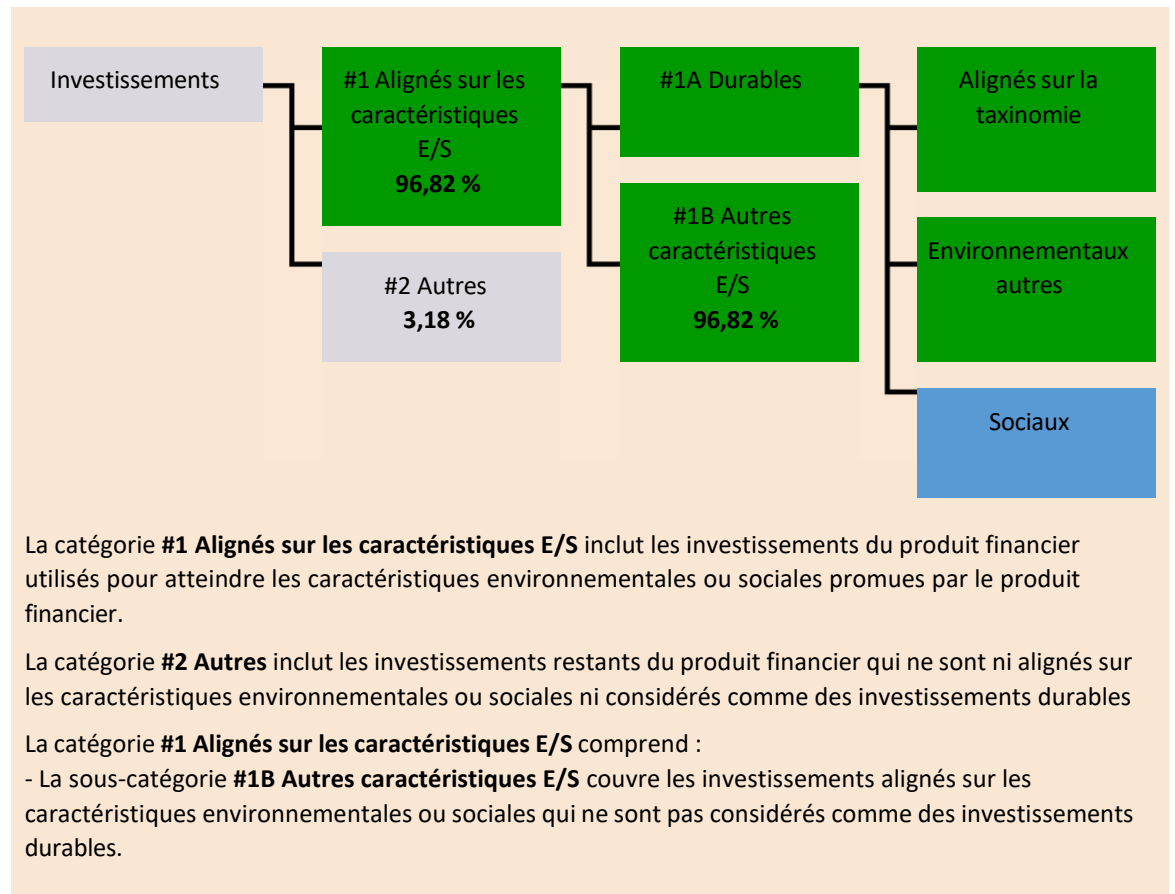 Investissements
#1 Alignés sur les
caractéristiques
E/S
96,82 %
#2 Autres
3,18 %
#1A Durables
#1B Autres
caractéristiques
E/S
96,82 %
Alignés sur la
taxinomie
Environnementaux
autres
Sociaux
La catégorie #1 Alignés sur les caractéristiques E/S inclut les investissements du produit financier
utilisés pour atteindre les caractéristiques environnementales ou sociales promues par le produit
financier.
La catégorie #2 Autres inclut les investissements restants du produit financier qui ne sont ni alignés sur
les caractéristiques environnementales ou sociales ni considérés comme des investissements durables
La catégorie #1 Alignés sur les caractéristiques E/S comprend :
- La sous-catégorie #1B Autres caractéristiques E/S couvre les investissements alignés sur les
caractéristiques environnementales ou sociales qui ne sont pas considérés comme des investissements
durables.